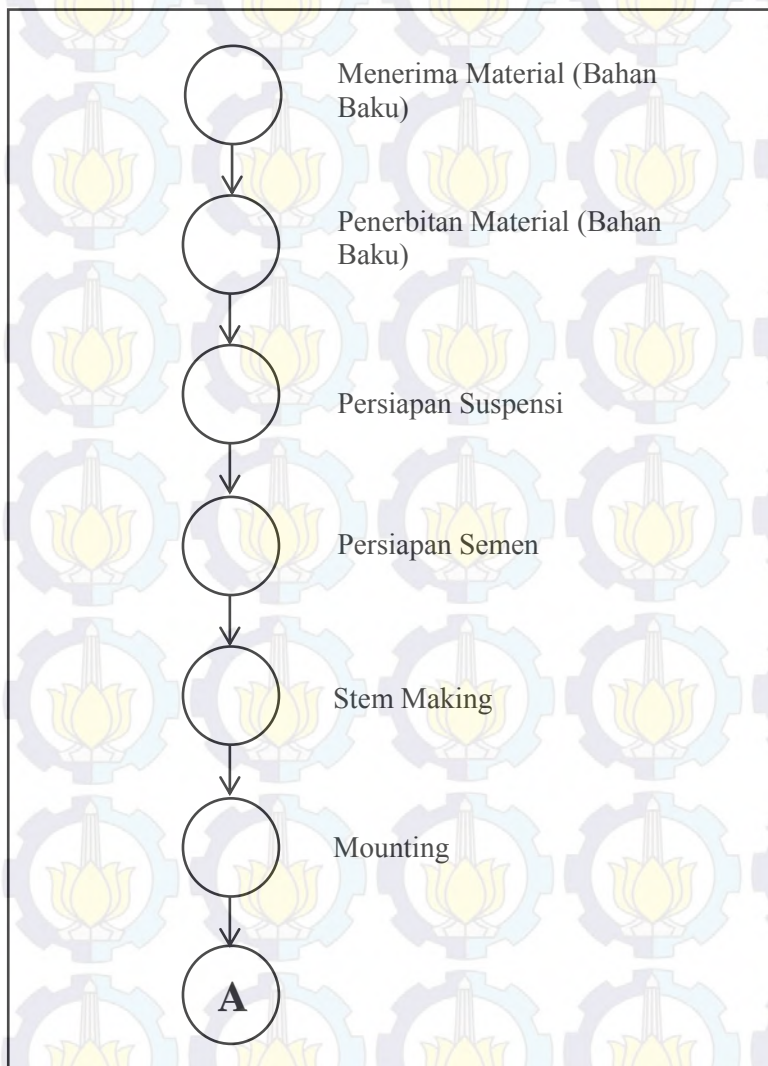 Menerima Material (Bahan
Baku)
Penerbitan Material (Bahan
Baku)
Persiapan Suspensi
Persiapan Semen
Stem Making
Mounting
A